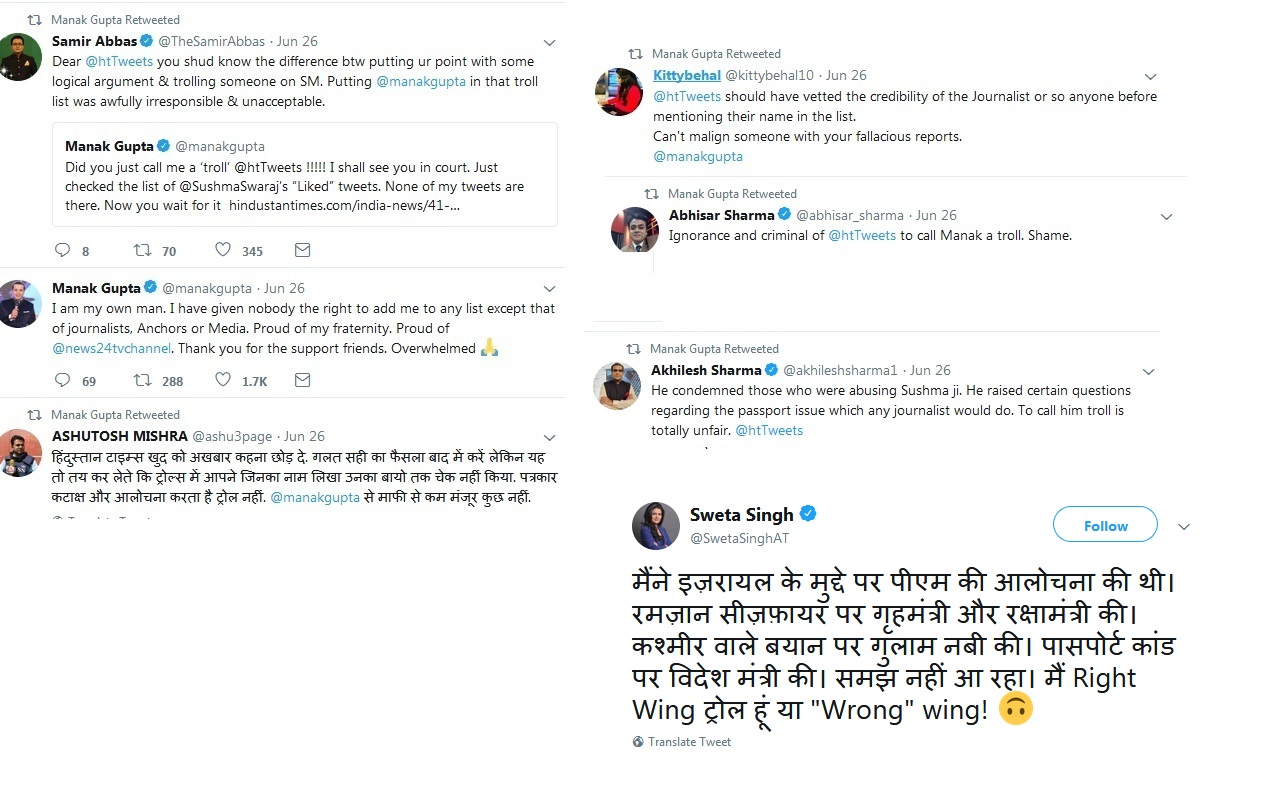 Manak Gupta Retweeted
Samir Abbas @TheSamirAbbas · Jun 26
Dear @htTweets you shud know the difference btw putting ur point with some
logical argument & trolling someone on SM. Putting @manakgupta in that troll
list was awfully irresponsible & unacceptable.
Manak Gupta @manakgupta
Did you just call me a ‘troll’ @htTweets !!!!! I shall see you in court. Just
checked the list of @SushmaSwaraj's “Liked” tweets. None of my tweets are
there. Now you wait for it hindustantimes.com/india-news/41-...
8 70 345
Manak Gupta @manakgupta · Jun 26
I am my own man. I have given nobody the right to add me to any list except that
of journalists, Anchors or Media. Proud of my fraternity. Proud of
@news24tvchannel. Thank you for the support friends. Overwhelmed 🙏
69 288 1.7K
Manak Gupta Retweeted
ASHUTOSH MISHRA @ashu3page · Jun 26
हिंदुस्तान टाइम्स खुद को अखबार कहना छोड़ दे. गलत सही का फैसला बाद में करें लेकिन यह
तो तय कर लेते कि ट्रोल्स में आपने जिनका नाम लिखा उनका बायो तक चेक नहीं किया. पत्रकार
कटाक्ष और आलोचना करता है ट्रोल नहीं. @manakgupta से माफी से कम मंजूर कुछ नहीं.
Manak Gupta Retweeted
Kittybehal @kittybehal10 · Jun 26
@htTweets should have vetted the credibility of the Journalist or so anyone before
mentioning their name in the list.
Can't malign someone with your fallacious reports.
@manakgupta
Manak Gupta Retweeted
Abhisar Sharma @abhisar_sharma · Jun 26
Ignorance and criminal of @htTweets to call Manak a troll. Shame.
Manak Gupta Retweeted
Akhilesh Sharma @akhileshsharma1 · Jun 26
He condemned those who were abusing Sushma ji. He raised certain questions
regarding the passport issue which any journalist would do. To call him troll is
totally unfair. @htTweets
Sweta Singh
@SwetaSinghAT
Follow
मैंने इज़रायल के मुद्दे पर पीएम की आलोचना की थी।
रमज़ान सीज़फ़ायर पर गृहमंत्री और रक्षामंत्री की।
कश्मीर वाले बयान पर गुलाम नबी की। पासपोर्ट कांड
पर विदेश मंत्री की। समझ नहीं आ रहा। मैं Right
Wing ट्रोल हूं या "Wrong" wing! 🙃
Translate Tweet